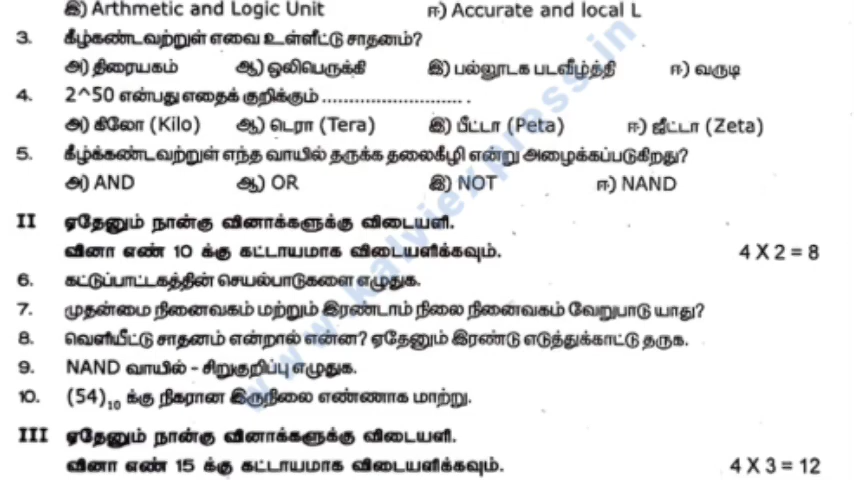 இ) Arthmetic and Logic Unit ஈ) Accurate and local L
3. கீழ்கண்டவற்றுள் எவை உள்ளீட்டு சாதனம்?
அ) திரையகம் ஆ) ஒலிபெருக்கி இ) பல்லூடக படவீழ்த்தி ஈ) வருடி
4. 2^50 என்பது எதைக் குறிக்கும் ...........................
அ) கிலோ (Kilo) ஆ) டெரா (Tera) இ) பீட்டா (Peta) ஈ) ஜீட்டா (Zeta)
5. கீழ்க்கண்டவற்றுள் எந்த வாயில் தருக்க தலைகீழி என்று அழைக்கப்படுகிறது?
அ) AND ஆ) OR இ) NOT ஈ) NAND
II ஏதேனும் நான்கு வினாக்களுக்கு விடையளி.
வினா எண் 10 க்கு கட்டாயமாக விடையளிக்கவும். 4 X 2 = 8
6. கட்டுப்பாட்டகத்தின் செயல்பாடுகளை எழுதுக.
7. முதன்மை நினைவகம் மற்றும் இரண்டாம் நிலை நினைவகம் வேறுபாடு யாது?
8. வெளியீட்டு சாதனம் என்றால் என்ன? ஏதேனும் இரண்டு எடுத்துக்காட்டு தருக.
9. NAND வாயில் - சிறுகுறிப்பு எழுதுக.
10. (54)₁₀ க்கு நிகரான இருநிலை எண்ணாக மாற்று.
III ஏதேனும் நான்கு வினாக்களுக்கு விடையளி.
வினா எண் 15 க்கு கட்டாயமாக விடையளிக்கவும். 4 X 3 = 12
www.kalviexpress.in